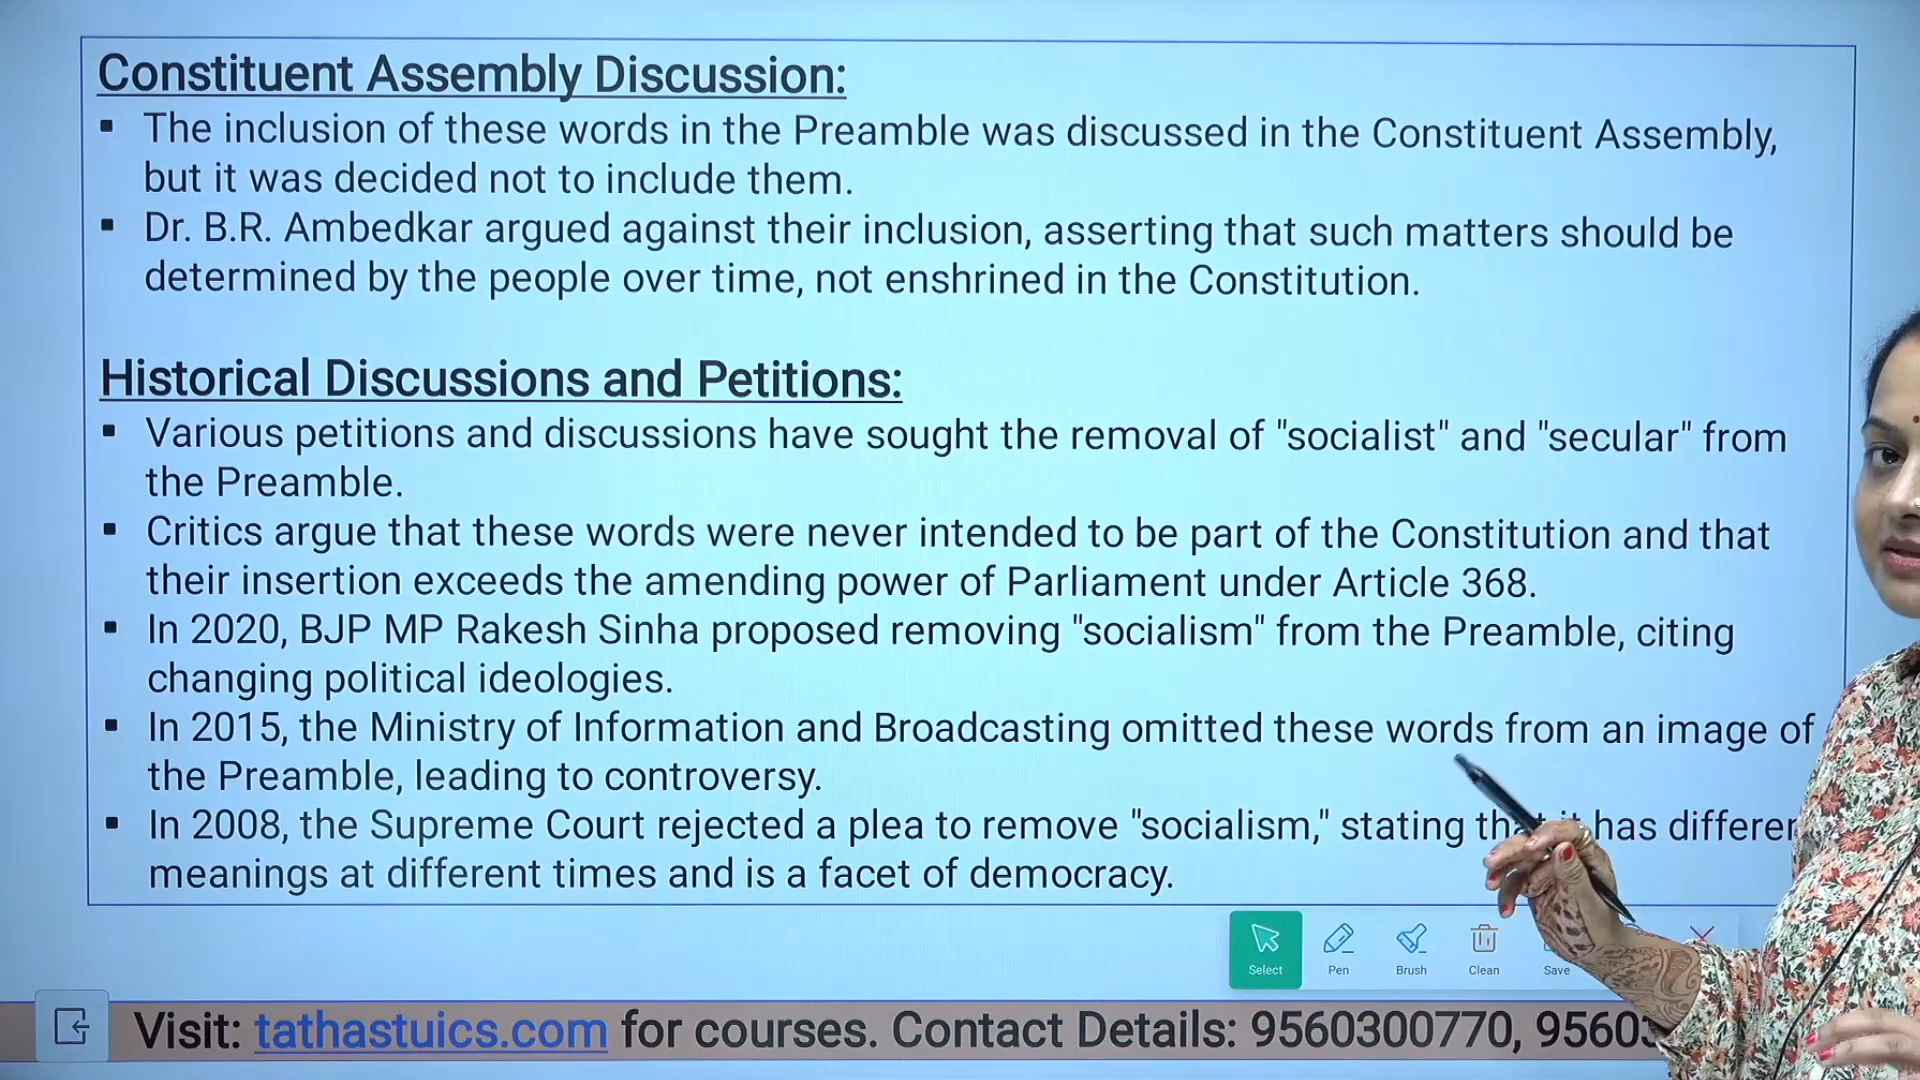 Constituent Assembly Discussion:
▪ The inclusion of these words in the Preamble was discussed in the Constituent Assembly,
but it was decided not to include them.
▪ Dr. B.R. Ambedkar argued against their inclusion, asserting that such matters should be
determined by the people over time, not enshrined in the Constitution.
Historical Discussions and Petitions:
▪ Various petitions and discussions have sought the removal of "socialist" and "secular" from
the Preamble.
▪ Critics argue that these words were never intended to be part of the Constitution and that
their insertion exceeds the amending power of Parliament under Article 368.
▪ In 2020, BJP MP Rakesh Sinha proposed removing "socialism" from the Preamble, citing
changing political ideologies.
▪ In 2015, the Ministry of Information and Broadcasting omitted these words from an image of
the Preamble, leading to controversy.
▪ In 2008, the Supreme Court rejected a plea to remove "socialism," stating that it has
meanings at different times and is a facet of democracy.
Select Pen Brush Clean Save
Visit: tathastuics.com for courses. Contact Details: 9560300770,